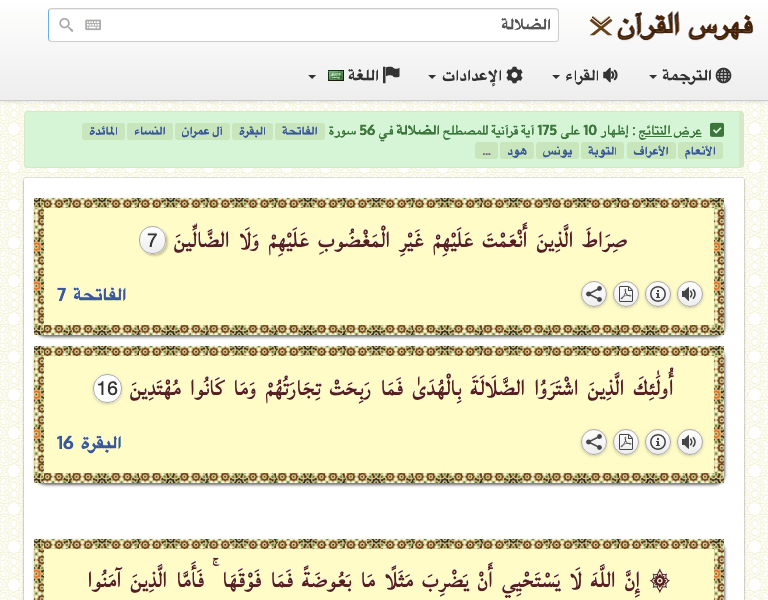 فهرس القرآن
الضلالة
الترجمة
القراء
الإعدادات
اللغة
عرض النتائج : إظهار 10 على 175 آية قرآنية للمصطلح الضلالة في 56 سورة الفاتحة البقرة آل عمران النساء المائدة
الأنعام الأعراف التوبة يونس هود ...
صِرَاطَ الَّذِينَ أَنْعَمْتَ عَلَيْهِمْ غَيْرِ الْمَغْضُوبِ عَلَيْهِمْ وَلَا الضَّالِّينَ 7
الفاتحة 7
أُولَٰئِكَ الَّذِينَ اشْتَرَوُا الضَّلَالَةَ بِالْهُدَىٰ فَمَا رَبِحَتْ تِجَارَتُهُمْ وَمَا كَانُوا مُهْتَدِينَ 16
البقرة 16
۞ إِنَّ اللَّهَ لَا يَسْتَحْيِي أَنْ يَضْرِبَ مَثَلًا مَا بَعُوضَةً فَمَا فَوْقَهَا ۚ فَأَمَّا الَّذِينَ آمَنُوا